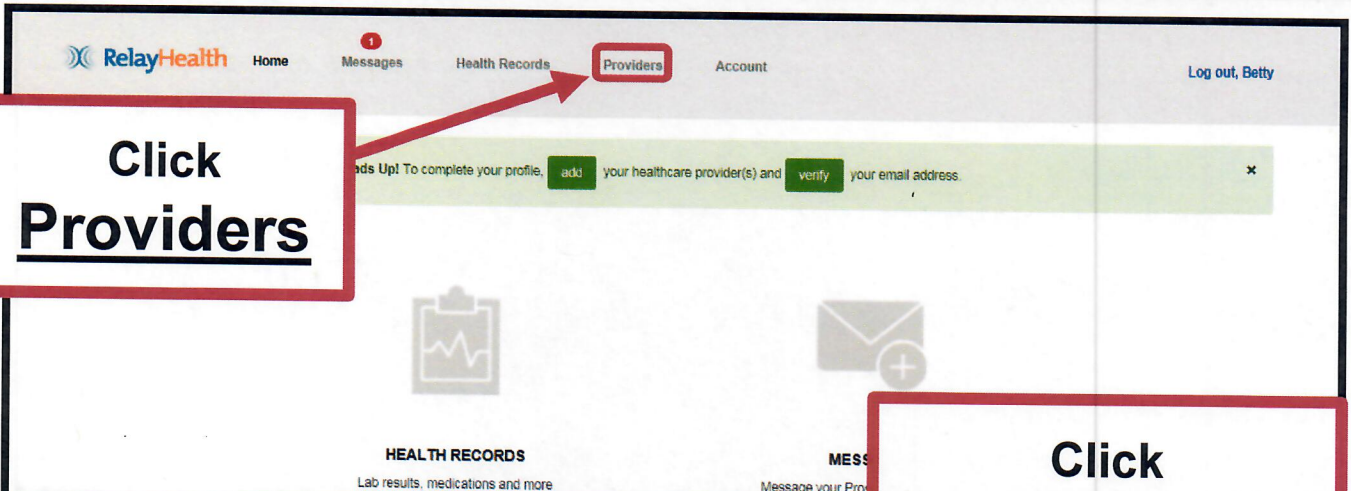 RelayHealth Home Messages Health Records Providers Account Log out, Betty
1
Click
Providers
ads Up! To complete your profile, add your healthcare provider(s) and verify your email address. ×
HEALTH RECORDS
Lab results, medications and more
MESS
Message your Pro
Click